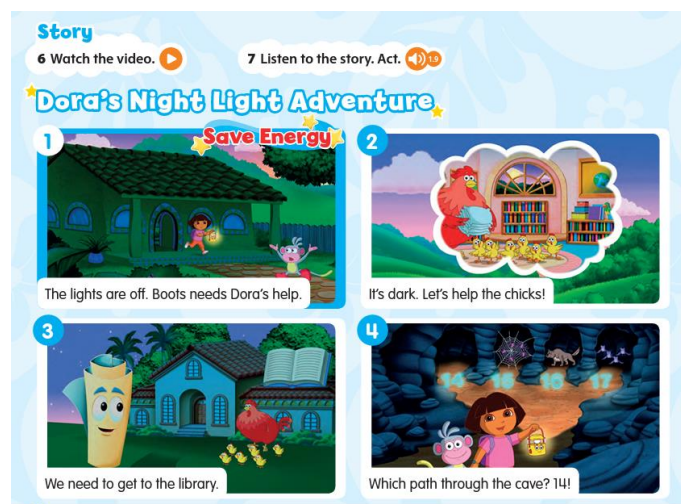 Story
6 Watch the video.
7 Listen to the story. Act. 1.9
Dora's Night Light Adventure
Save Energy
1
The lights are off. Boots needs Dora's help.
2
It's dark. Let's help the chicks!
3
We need to get to the library.
4
14
17
Which path through the cave? 14!